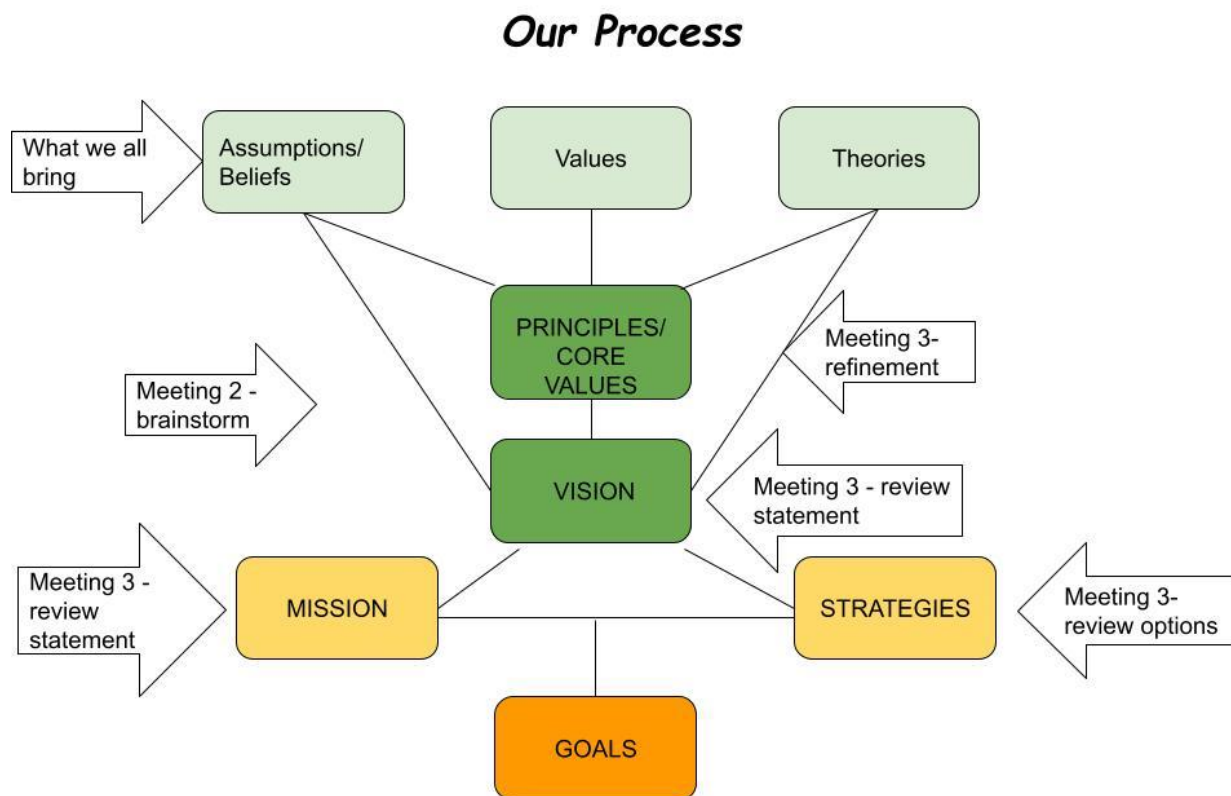 Our Process
What we all
bring
Assumptions/
Beliefs
Values
Theories
PRINCIPLES/
CORE
VALUES
Meeting 3-
refinement
Meeting 2 -
brainstorm
VISION
Meeting 3 - review
statement
Meeting 3 -
review
statement
MISSION
STRATEGIES
Meeting 3-
review options
GOALS